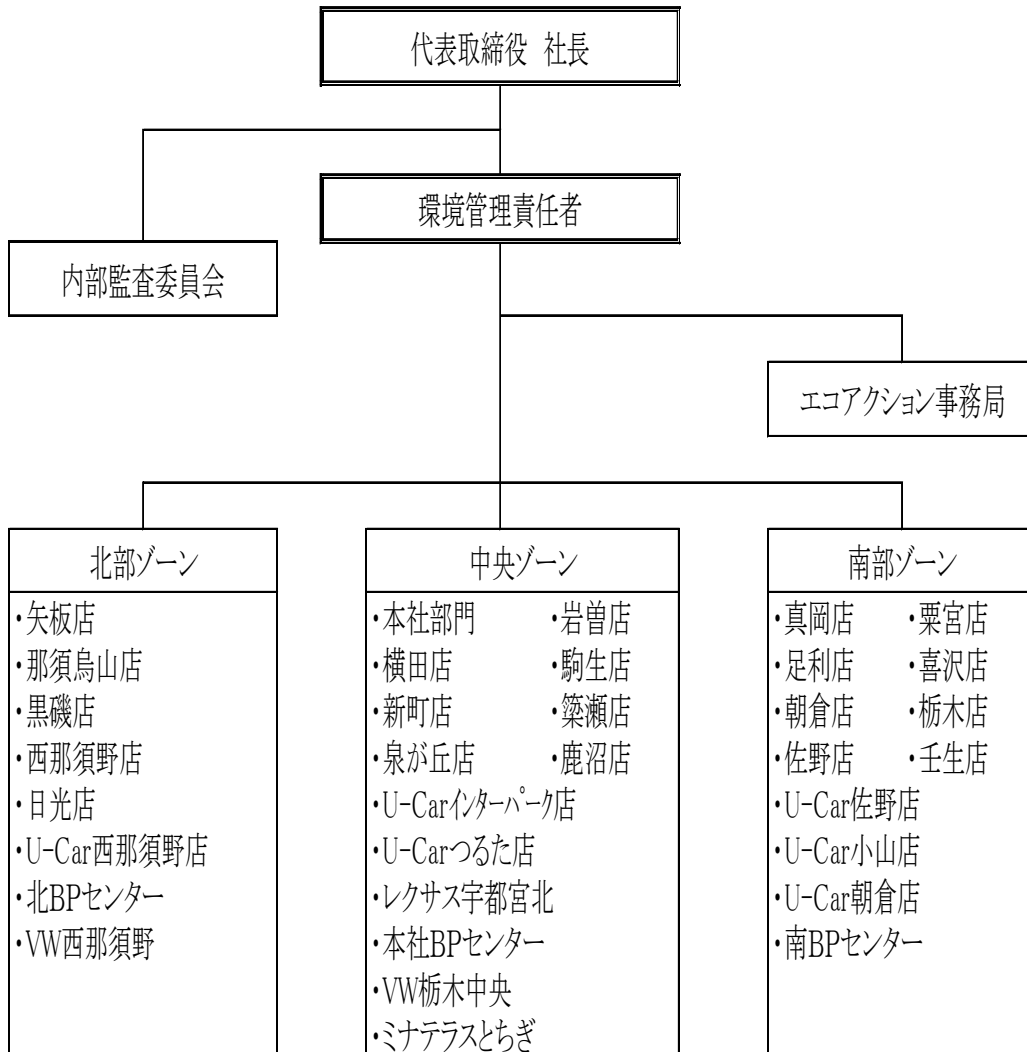 代表取締役 社長
環境管理責任者
内部監査委員会
エコアクション事務局
北部ゾーン
・矢板店
・那須烏山店
・黒磯店
・西那須野店
・日光店
・U-Car西那須野店
・北BPセンター
・VW西那須野
中央ゾーン
・本社部門 ・岩曽店
・横田店 ・駒生店
・新町店 ・簗瀬店
・泉が丘店 ・鹿沼店
・U-Carインターパーク店
・U-Carつるた店
・レクサス宇都宮北
・本社BPセンター
・VW栃木中央
・ミナテラスとちぎ
南部ゾーン
・真岡店 ・粟宮店
・足利店 ・喜沢店
・朝倉店 ・栃木店
・佐野店 ・壬生店
・U-Car佐野店
・U-Car小山店
・U-Car朝倉店
・南BPセンター